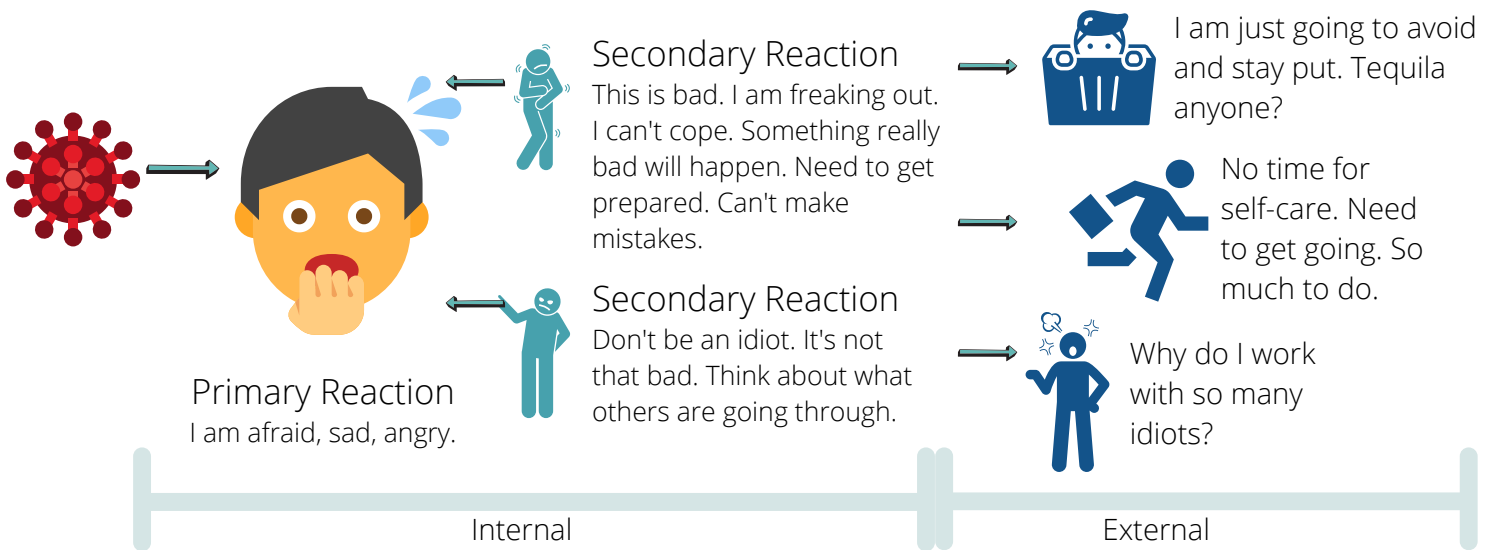 Primary Reaction
I am afraid, sad, angry.
Secondary Reaction
This is bad. I am freaking out.
I can't cope. Something really
bad will happen. Need to get
prepared. Can't make
mistakes.
Secondary Reaction
Don't be an idiot. It's not
that bad. Think about what
others are going through.
I am just going to avoid
and stay put. Tequila
anyone?
No time for
self-care. Need
to get going. So
much to do.
Why do I work
with so many
idiots?
Internal
External